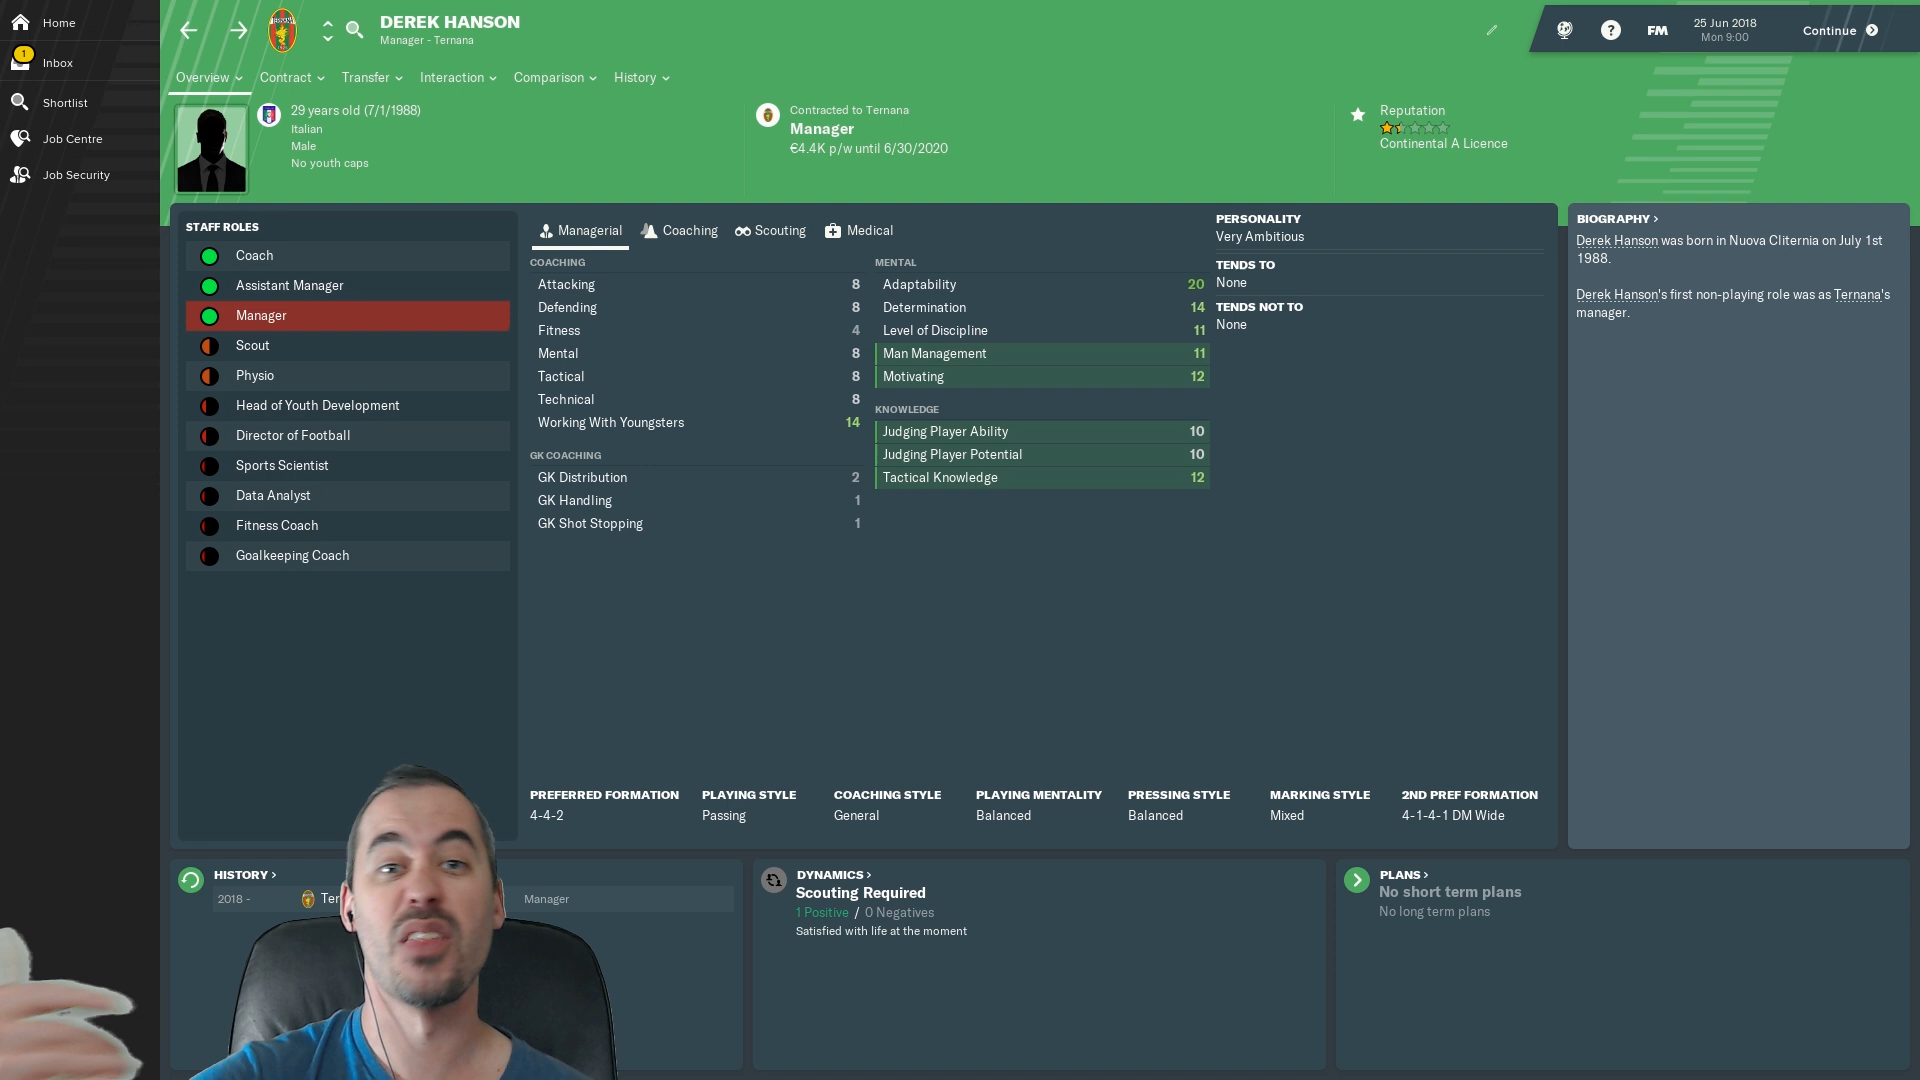 Home
1
Inbox
Shortlist
Job Centre
Job Security
DEREK HANSON
Manager - Ternana
FM
25 Jun 2018
Mon 9:00
Continue
Overview
Contract
Transfer
Interaction
Comparison
History
29 years old (7/1/1988)
Italian
Male
No youth caps
Contracted to Ternana
Manager
€4.4K p/w until 6/30/2020
Reputation
Continental A Licence
STAFF ROLES
Coach
Assistant Manager
Manager
Scout
Physio
Head of Youth Development
Director of Football
Sports Scientist
Data Analyst
Fitness Coach
Goalkeeping Coach
Managerial
Coaching
Scouting
Medical
COACHING
Attacking 8
Defending 8
Fitness 4
Mental 8
Tactical 8
Technical 8
Working With Youngsters 14
GK COACHING
GK Distribution 2
GK Handling 1
GK Shot Stopping 1
MENTAL
Adaptability 20
Determination 14
Level of Discipline 11
Man Management 11
Motivating 12
KNOWLEDGE
Judging Player Ability 10
Judging Player Potential 10
Tactical Knowledge 12
PERSONALITY
Very Ambitious
TENDS TO
None
TENDS NOT TO
None
BIOGRAPHY >
Derek Hanson was born in Nuova Cliternia on July 1st
1988.
Derek Hanson's first non-playing role was as Ternana's
manager.
PREFERRED FORMATION
4-4-2
PLAYING STYLE
Passing
COACHING STYLE
General
PLAYING MENTALITY
Balanced
PRESSING STYLE
Balanced
MARKING STYLE
Mixed
2ND PREF FORMATION
4-1-4-1 DM Wide
HISTORY >
2018 - Ter Manager
DYNAMICS >
Scouting Required
1 Positive / 0 Negatives
Satisfied with life at the moment
PLANS >
No short term plans
No long term plans